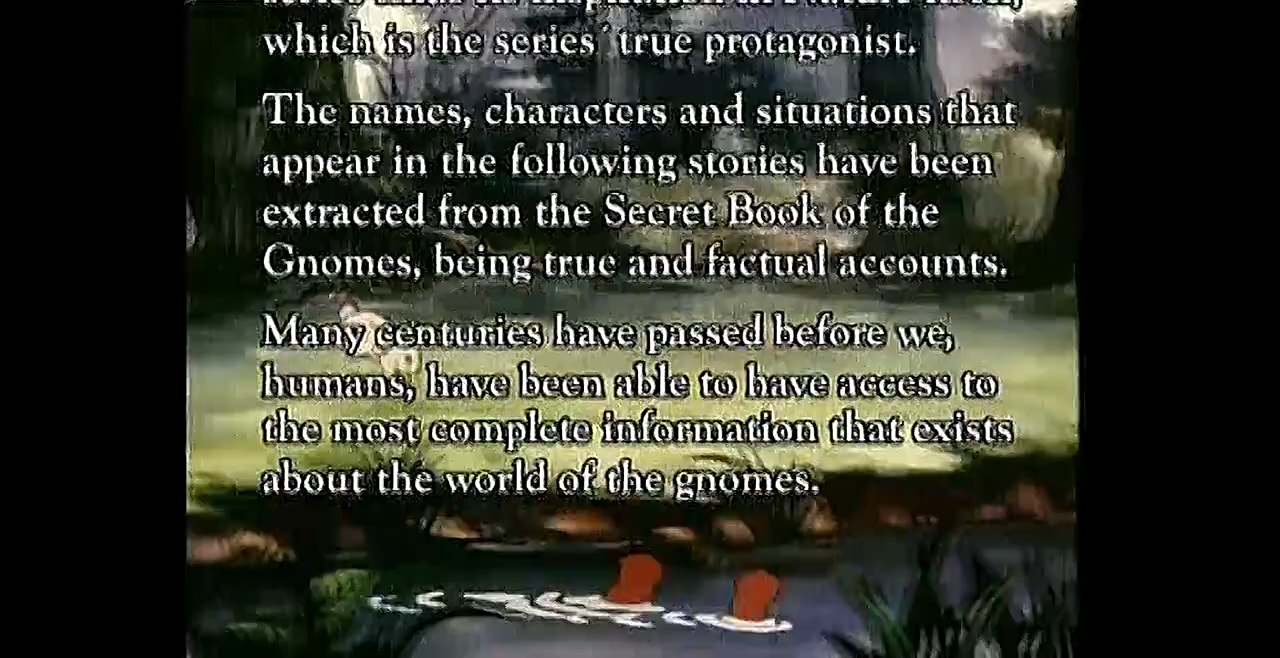 which is the series' true protagonist.
The names, characters and situations that
appear in the following stories have been
extracted from the Secret Book of the
Gnomes, being true and factual accounts.
Many centuries have passed before we,
humans, have been able to have access to
the most complete information that exists
about the world of the gnomes.